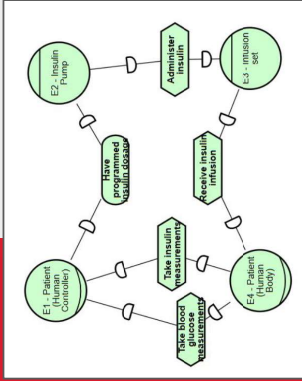 E1 - Patient
(Human
Controller)
Have
programmed
insulin dosage
E2 - Insulin
Pump
Take blood
glucose
measurements
Take insulin
measurements
Receive insulin
infusion
Administer
insulin
E4 - Patient
(Human
Body)
E3 - Infusion
set